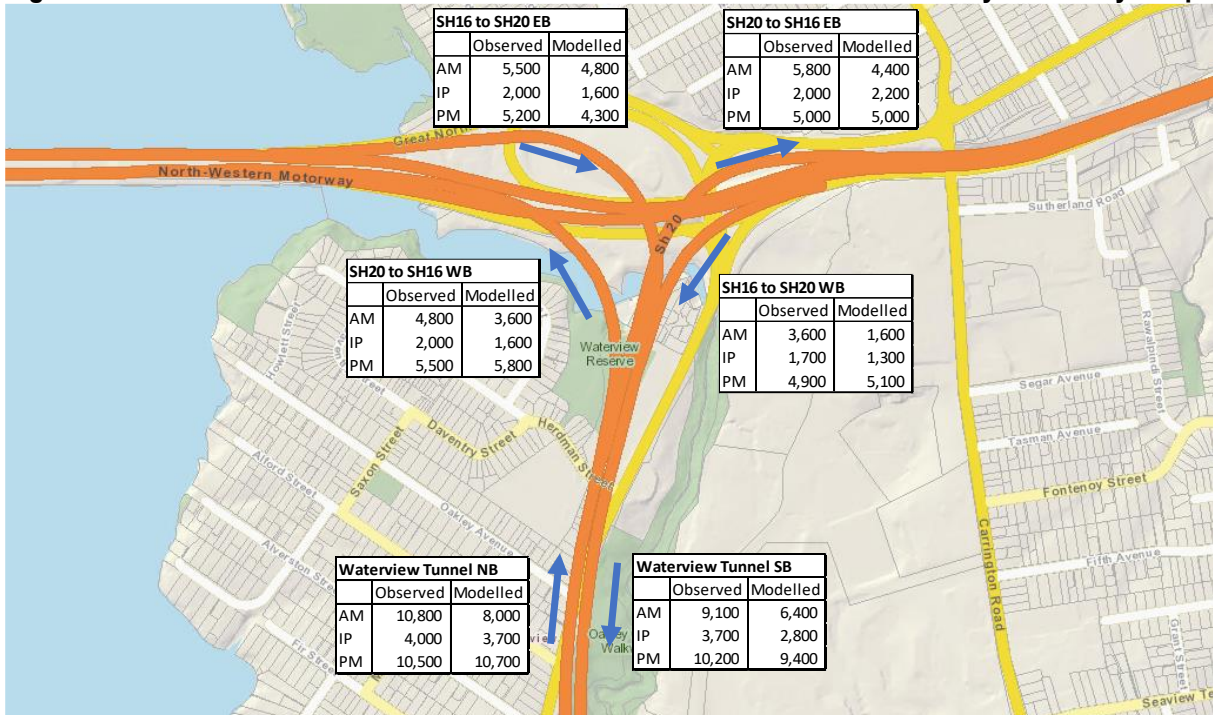 SH16 to SH20 EB
Observed Modelled
AM 5,500 4,800
IP 2,000 1,600
PM 5,200 4,300
SH20 to SH16 EB
Observed Modelled
AM 5,800 4,400
IP 2,000 2,200
PM 5,000 5,000
Great North
North-Western Motorway
Sh 20
Sutherland Road
SH20 to SH16 WB
Observed Modelled
AM 4,800 3,600
IP 2,000 1,600
PM 5,500 5,800
SH16 to SH20 WB
Observed Modelled
AM 3,600 1,600
IP 1,700 1,300
PM 4,900 5,100
Howlett Street
Waterview
Reserve
Rawalpindi Street
Segar Avenue
Tasman Avenue
Fontenoy Street
Saxon Street
Daventry Street
Herdman Street
Alford Street
Oakley Avenue
Alverston Street
Fir Street
Carrington Road
Fifth Avenue
Grant Street
Seaview Te
Waterview Tunnel NB
Observed Modelled
AM 10,800 8,000
IP 4,000 3,700
PM 10,500 10,700
Waterview Tunnel SB
Observed Modelled
AM 9,100 6,400
IP 3,700 2,800
PM 10,200 9,400
Walkw